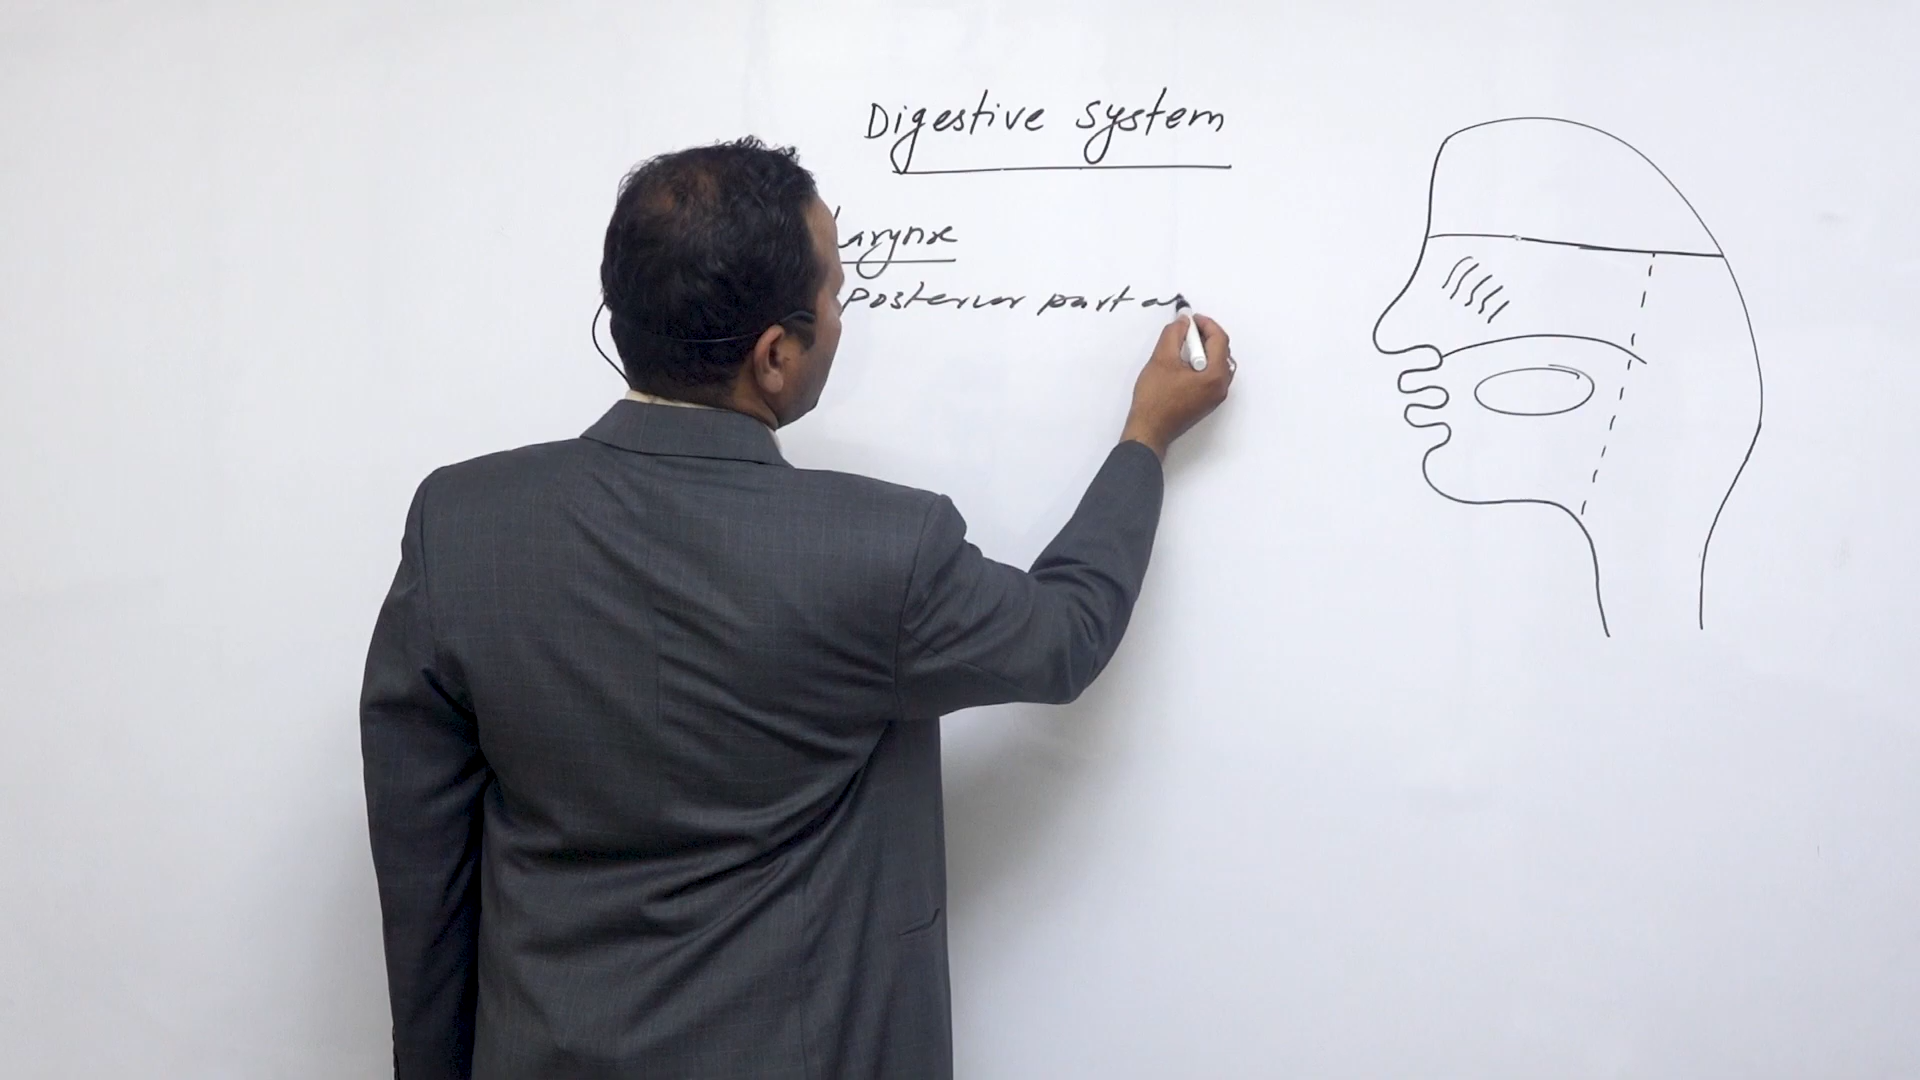 Digestive system
larynx
Posterior part